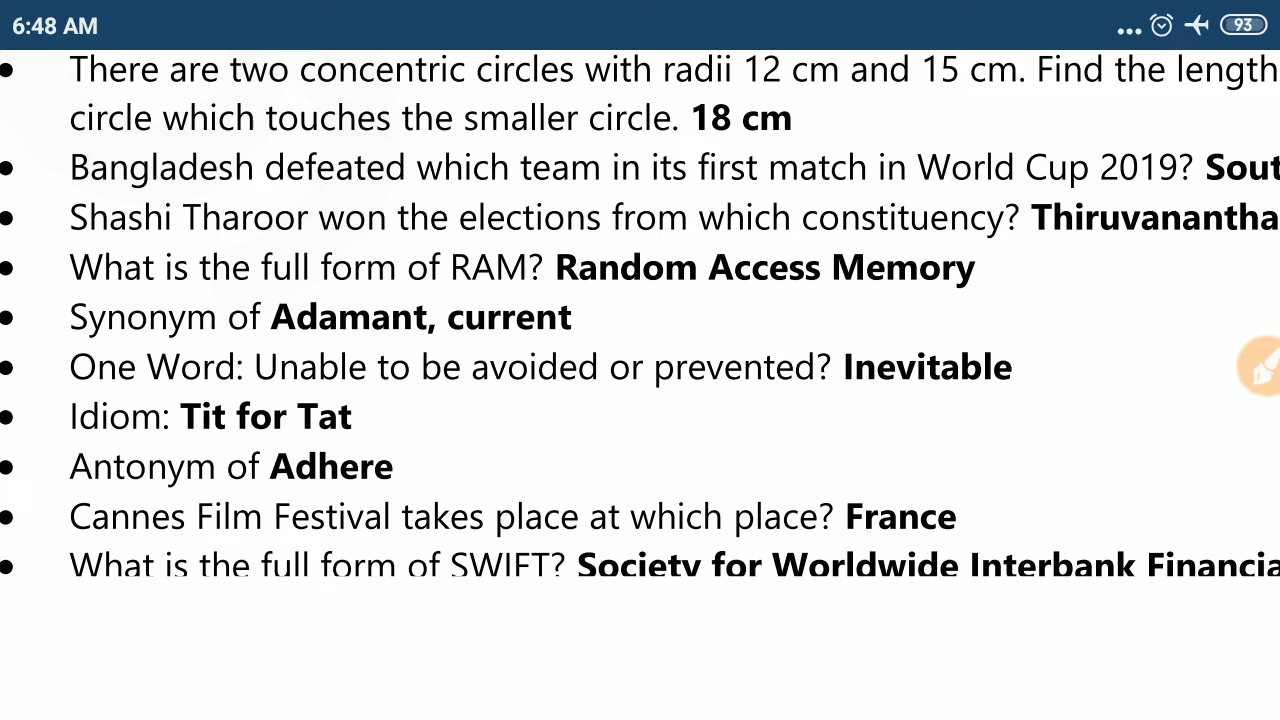 6:48 AM
93
There are two concentric circles with radii 12 cm and 15 cm. Find the length
circle which touches the smaller circle. 18 cm
Bangladesh defeated which team in its first match in World Cup 2019? Sout
Shashi Tharoor won the elections from which constituency? Thiruvanantha
What is the full form of RAM? Random Access Memory
Synonym of Adamant, current
One Word: Unable to be avoided or prevented? Inevitable
Idiom: Tit for Tat
Antonym of Adhere
Cannes Film Festival takes place at which place? France
What is the full form of SWIFT? Society for Worldwide Interbank Financia